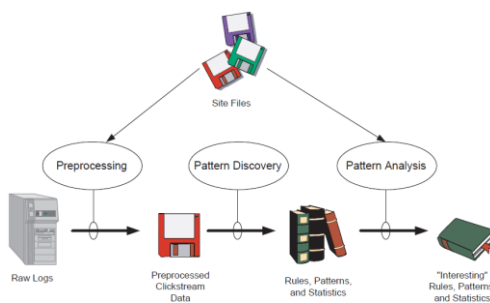 Site Files
Preprocessing
Pattern Discovery
Pattern Analysis
Raw Logs
Preprocessed
Clickstream
Data
Rules, Patterns,
and Statistics
"Interesting"
Rules, Patterns,
and Statistics